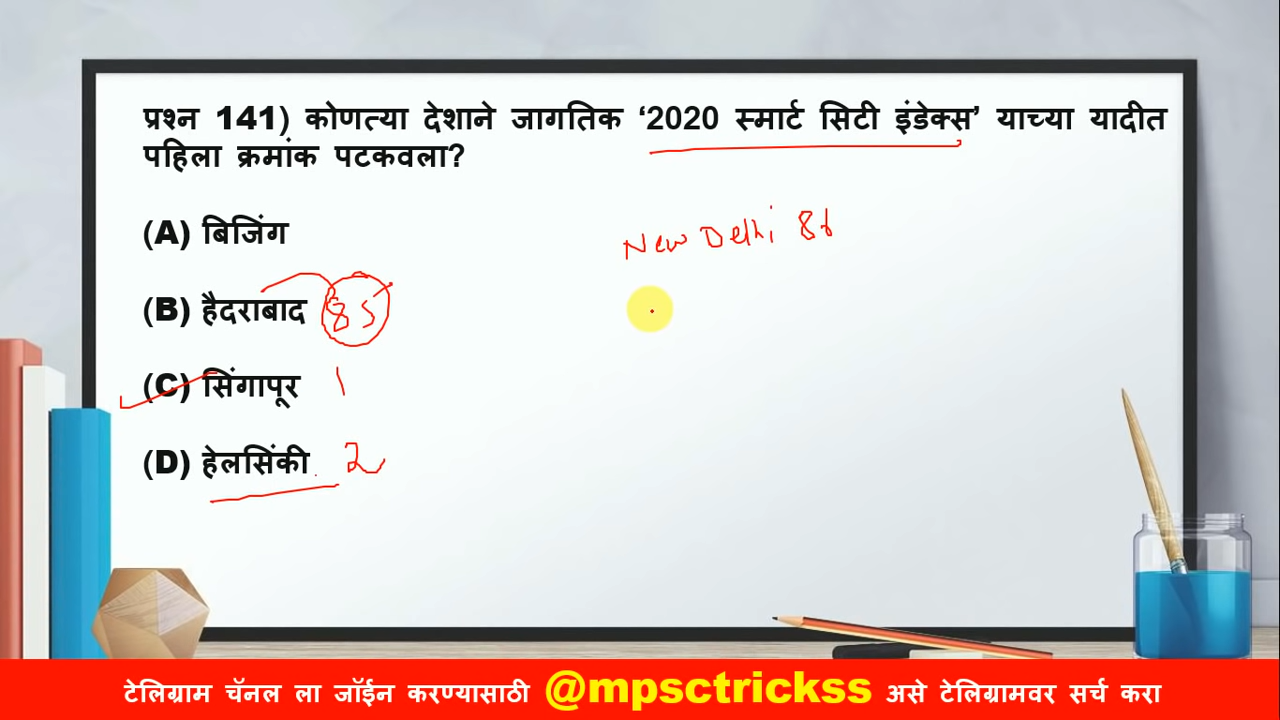 प्रश्न 141) कोणत्या देशाने जागतिक ‘2020 स्मार्ट सिटी इंडेक्स’ याच्या यादीत
पहिला क्रमांक पटकवला?
(A) बिजिंग
New Delhi 86
(B) हैदराबाद 85
(C) सिंगापूर 1
(D) हेलसिंकी 2
टेलिग्राम चॅनल ला जॉईन करण्यासाठी @mpsctrickss असे टेलिग्रामवर सर्च करा